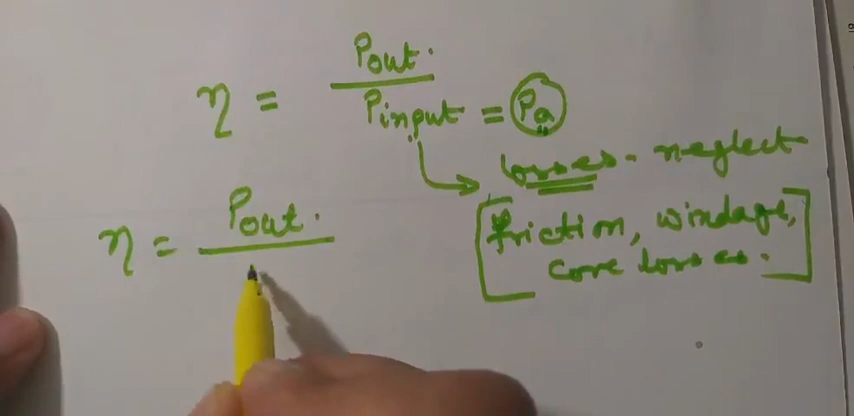 η = Pout.
Pinput = Pa
losses. neglect
[friction, windage,
core losses.]
η = Pout.